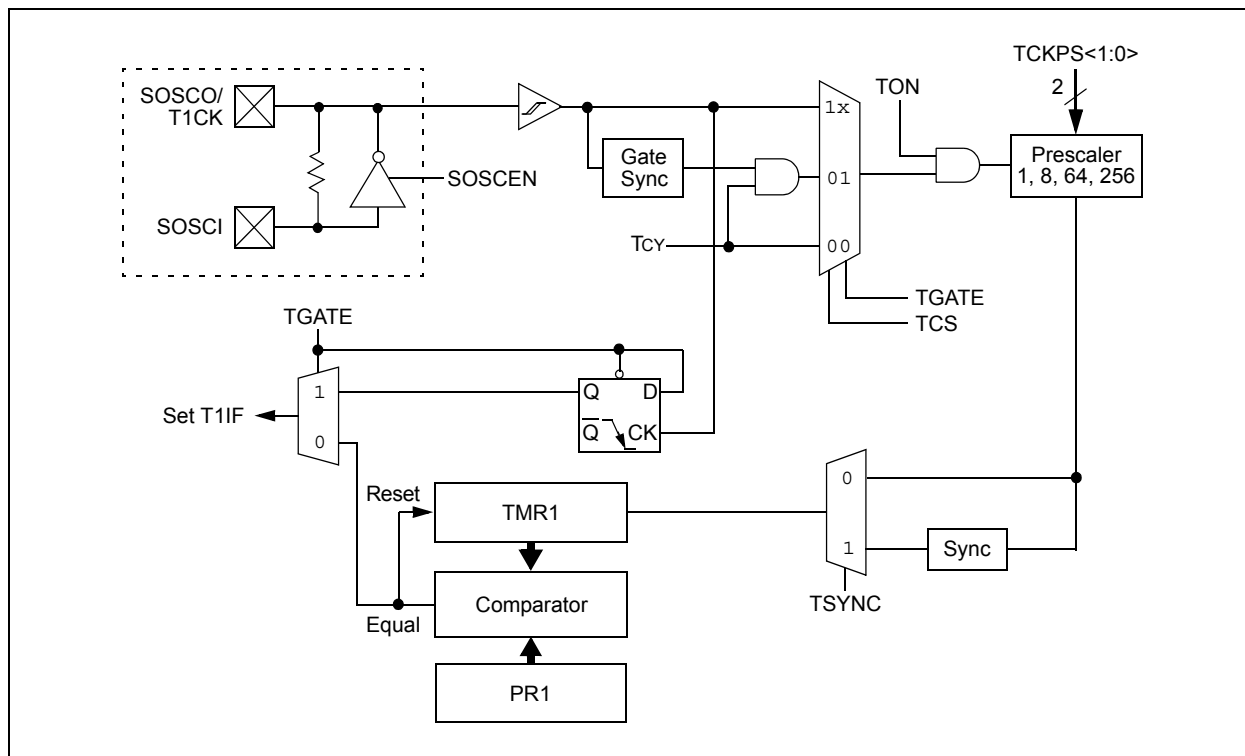 TCKPS<1:0>
2
TON
SOSCO/
T1CK
1x
Gate
Sync
Prescaler
1, 8, 64, 256
SOSCEN
01
SOSCI
TCY
00
TGATE
TCS
TGATE
1
Q
D
Set T1IF
Q
CK
0
Reset
TMR1
0
1
Sync
TSYNC
Comparator
Equal
PR1